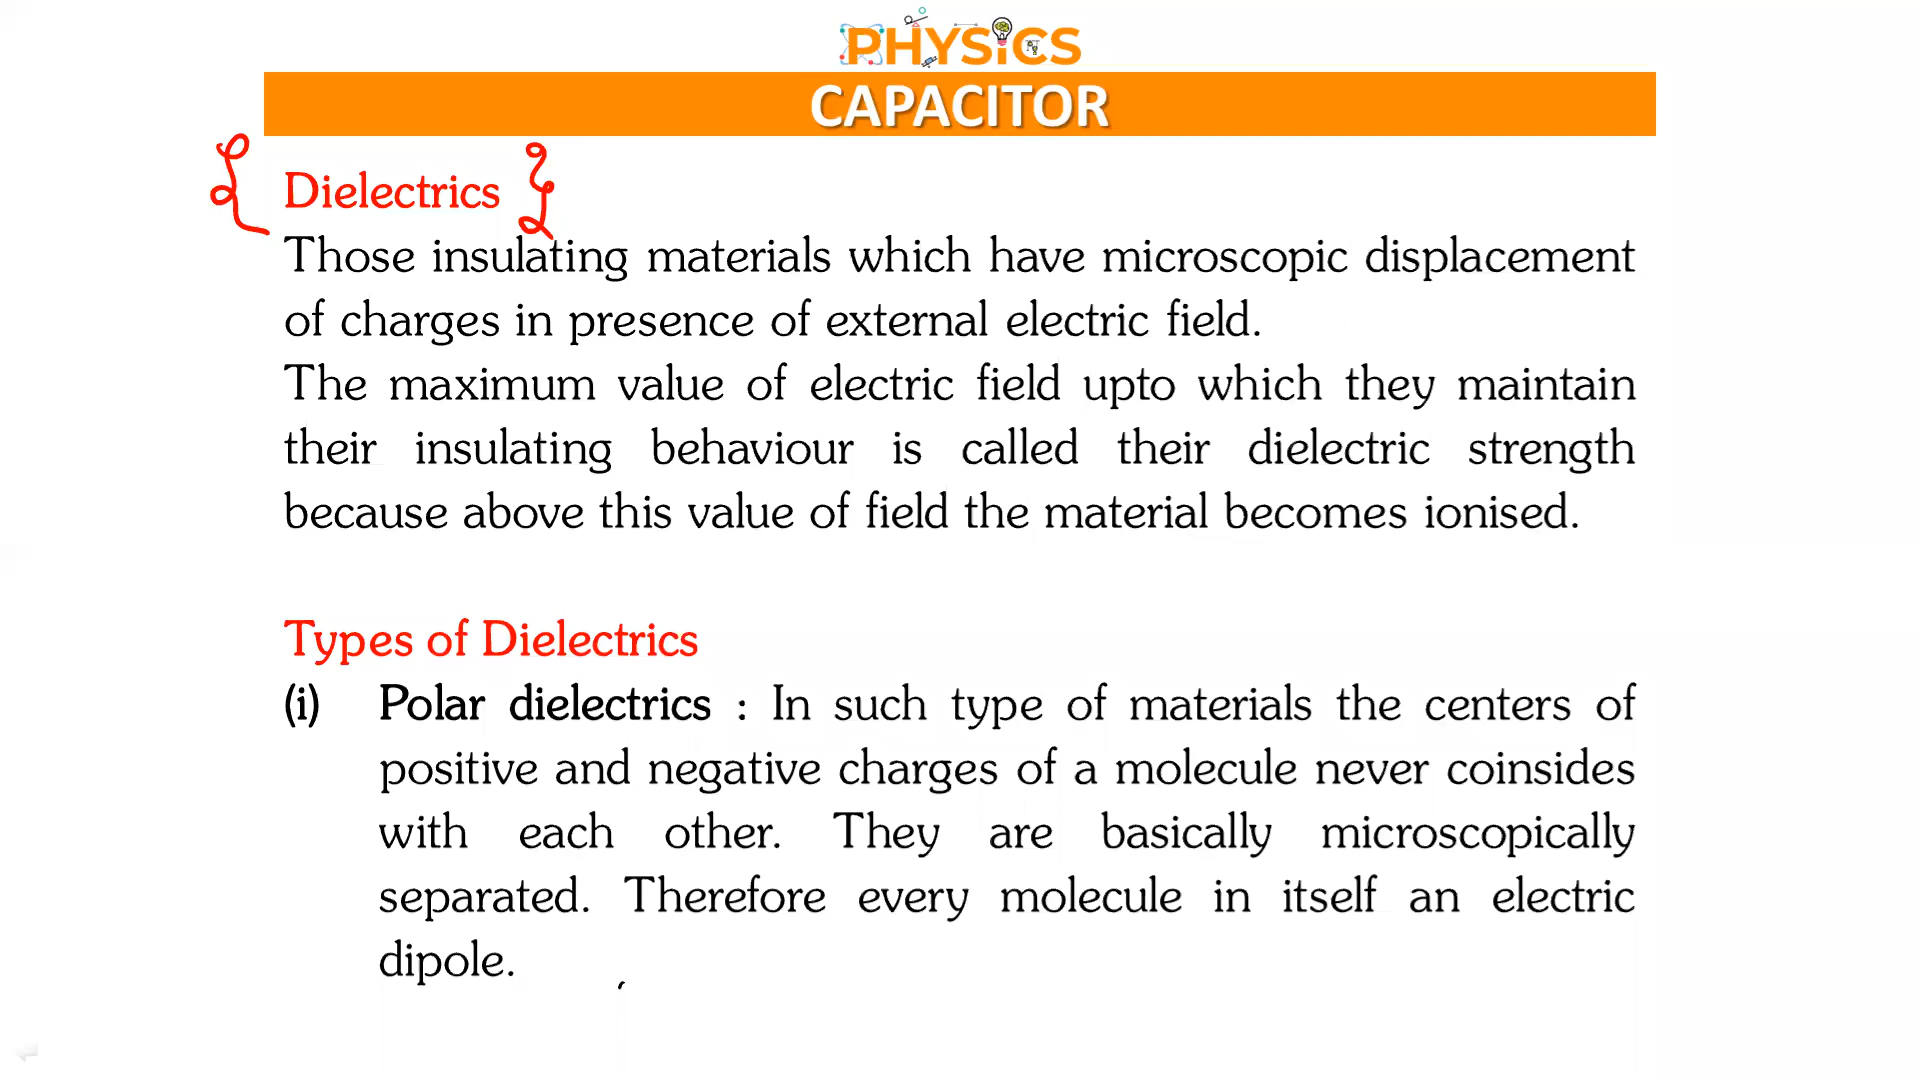 PHYSICS
CAPACITOR
Dielectrics
Those insulating materials which have microscopic displacement
of charges in presence of external electric field.
The maximum value of electric field upto which they maintain
their insulating behaviour is called their dielectric strength
because above this value of field the material becomes ionised.
Types of Dielectrics
(i) Polar dielectrics : In such type of materials the centers of
positive and negative charges of a molecule never coinsides
with each other. They are basically microscopically
separated. Therefore every molecule in itself an electric
dipole.